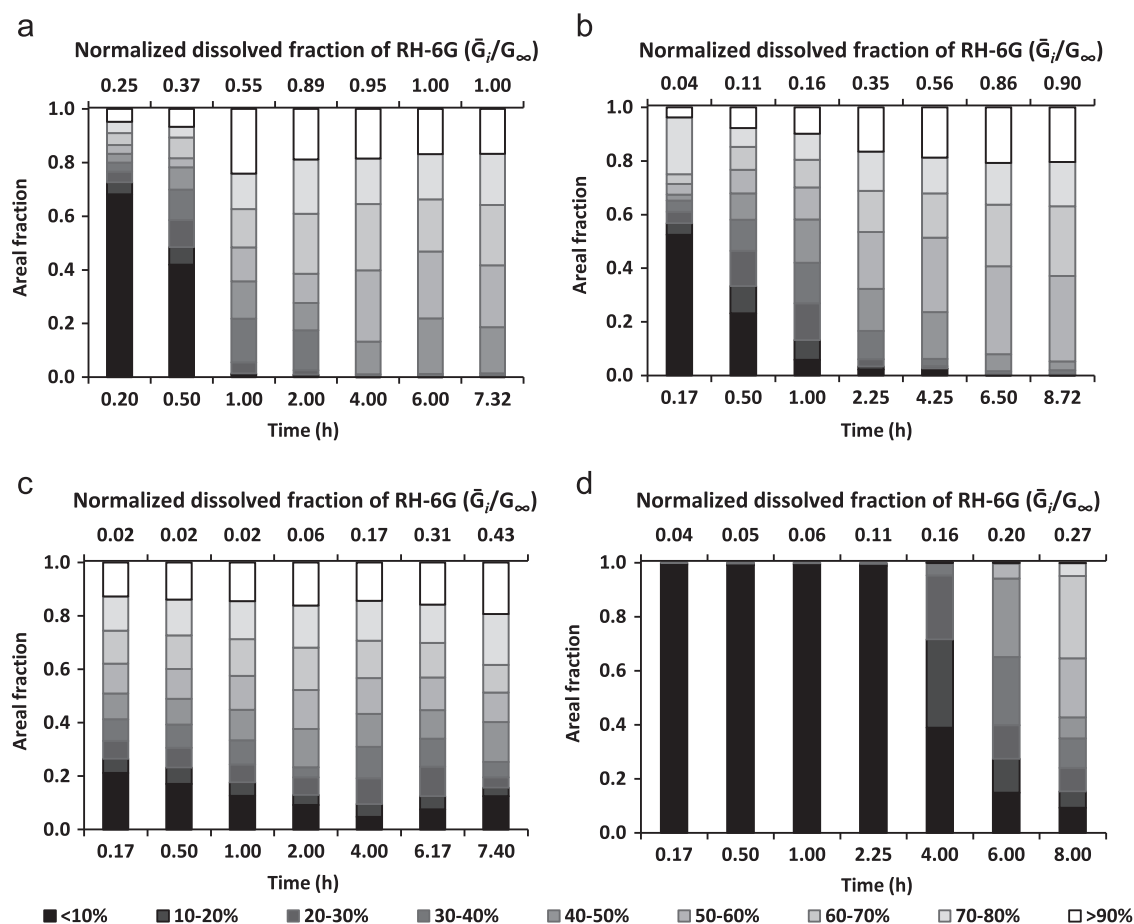 a
Normalized dissolved fraction of RH-6G (Ḡi/G∞)
0.25 0.37 0.55 0.89 0.95 1.00 1.00
1.0
0.8
0.6
0.4
0.2
0.0
Areal fraction
0.20 0.50 1.00 2.00 4.00 6.00 7.32
Time (h)
b
Normalized dissolved fraction of RH-6G (Ḡi/G∞)
0.04 0.11 0.16 0.35 0.56 0.86 0.90
1.0
0.8
0.6
0.4
0.2
0.0
Areal fraction
0.17 0.50 1.00 2.25 4.25 6.50 8.72
Time (h)
c
Normalized dissolved fraction of RH-6G (Ḡi/G∞)
0.02 0.02 0.02 0.06 0.17 0.31 0.43
1.0
0.8
0.6
0.4
0.2
0.0
Areal fraction
0.17 0.50 1.00 2.00 4.00 6.17 7.40
Time (h)
d
Normalized dissolved fraction of RH-6G (Ḡi/G∞)
0.04 0.05 0.06 0.11 0.16 0.20 0.27
1.0
0.8
0.6
0.4
0.2
0.0
Areal fraction
0.17 0.50 1.00 2.25 4.00 6.00 8.00
Time (h)
<10% 10-20% 20-30% 30-40% 40-50% 50-60% 60-70% 70-80% >90%